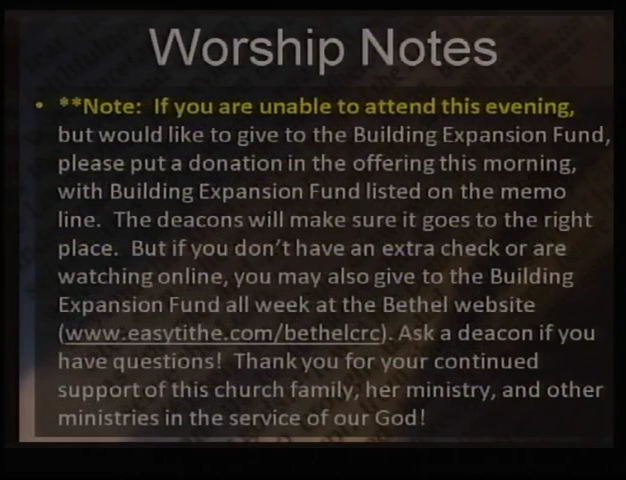 Worship Notes
• **Note: If you are unable to attend this evening,
but would like to give to the Building Expansion Fund,
please put a donation in the offering this morning,
with Building Expansion Fund listed on the memo
line. The deacons will make sure it goes to the right
place. But if you don't have an extra check or are
watching online, you may also give to the Building
Expansion Fund all week at the Bethel website
(www.easytithe.com/bethelcrc). Ask a deacon if you
have questions! Thank you for your continued
support of this church family, her ministry, and other
ministries in the service of our God!